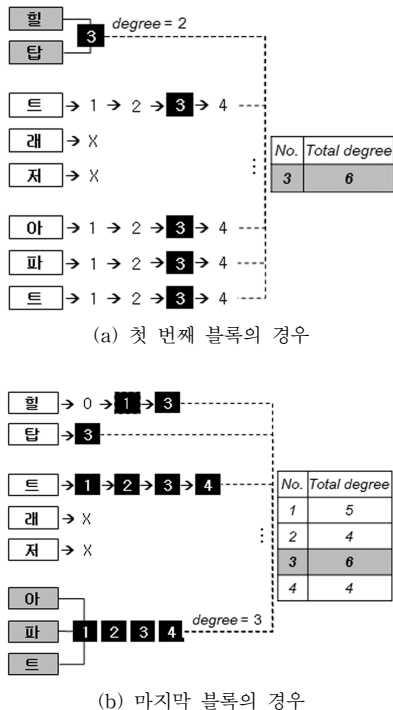 힐
탑
3
degree = 2
트 → 1 → 2 → 3 → 4
래 → X
저 → X
⋮
No. Total degree
3 6
아 → 1 → 2 → 3 → 4
파 → 1 → 2 → 3 → 4
트 → 1 → 2 → 3 → 4
(a) 첫 번째 블록의 경우
힐 → 0 → 1 → 3
탑 → 3
트 → 1 → 2 → 3 → 4
래 → X
저 → X
⋮
No. Total degree
1 5
2 4
3 6
4 4
아
파
트
1 2 3 4
degree = 3
(b) 마지막 블록의 경우